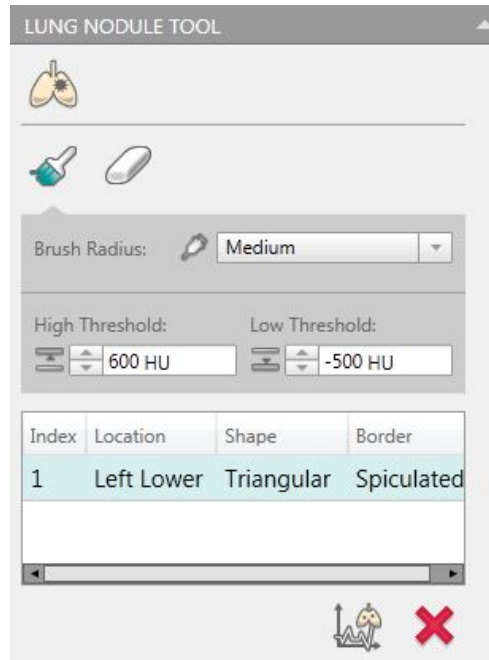 LUNG NODULE TOOL
Brush Radius: Medium
High Threshold: Low Threshold:
600 HU -500 HU
Index Location Shape Border
1 Left Lower Triangular Spiculated